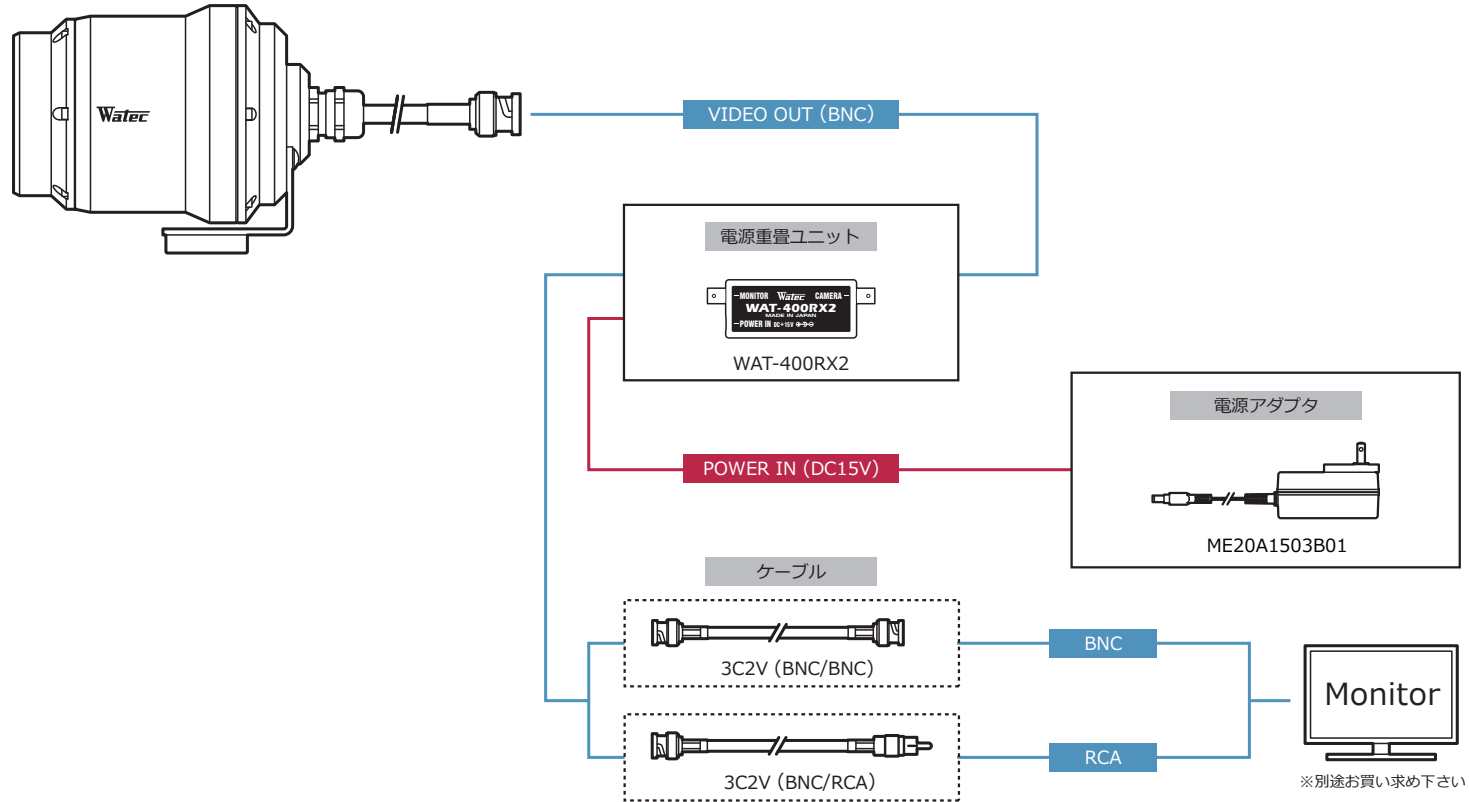 Watec
VIDEO OUT（BNC）
電源重畳ユニット
MONITOR Watec CAMERA
WAT-400RX2
MADE IN JAPAN
POWER IN DC+15V
WAT-400RX2
電源アダプタ
POWER IN（DC15V）
ME20A1503B01
ケーブル
3C2V（BNC/BNC）
BNC
Monitor
3C2V（BNC/RCA）
RCA
※別途お買い求め下さい